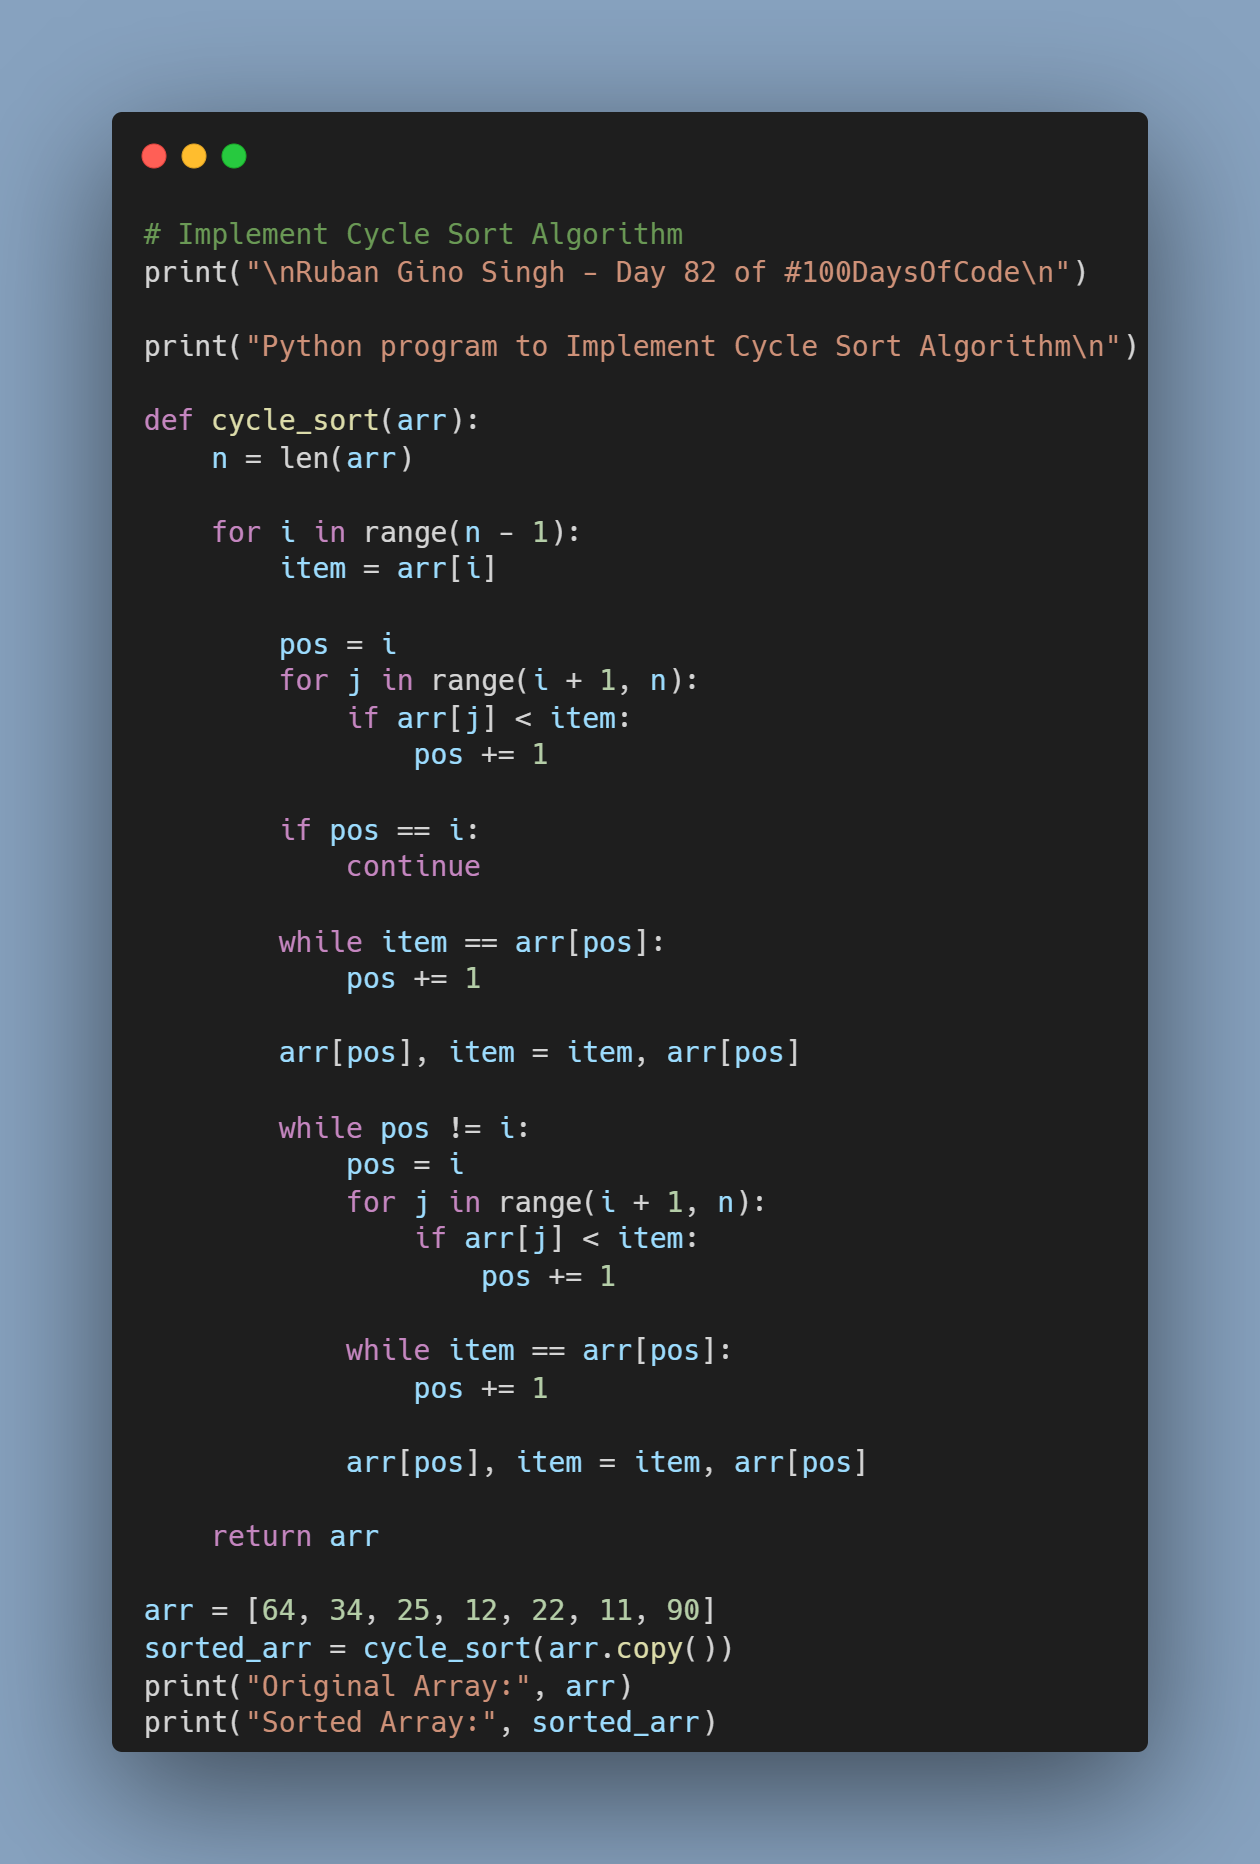 # Implement Cycle Sort Algorithm
print("\nRuban Gino Singh - Day 82 of #100DaysOfCode\n")

print("Python program to Implement Cycle Sort Algorithm\n")

def cycle_sort(arr):
    n = len(arr)

    for i in range(n - 1):
        item = arr[i]

        pos = i
        for j in range(i + 1, n):
            if arr[j] < item:
                pos += 1

        if pos == i:
            continue

        while item == arr[pos]:
            pos += 1

        arr[pos], item = item, arr[pos]

        while pos != i:
            pos = i
            for j in range(i + 1, n):
                if arr[j] < item:
                    pos += 1

            while item == arr[pos]:
                pos += 1

            arr[pos], item = item, arr[pos]

    return arr

arr = [64, 34, 25, 12, 22, 11, 90]
sorted_arr = cycle_sort(arr.copy())
print("Original Array:", arr)
print("Sorted Array:", sorted_arr)